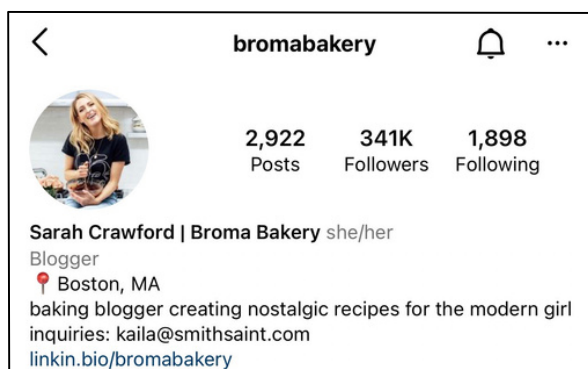 bromabakery
2,922 341K 1,898
Posts Followers Following
Sarah Crawford | Broma Bakery she/her
Blogger
📍 Boston, MA
baking blogger creating nostalgic recipes for the modern girl
inquiries: kaila@smithsaint.com
linkin.bio/bromabakery